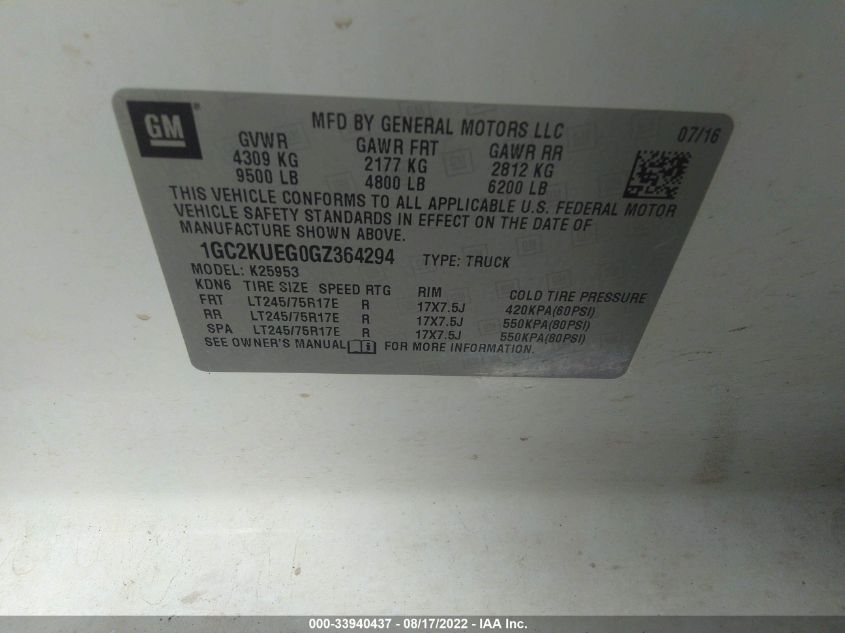 GM ®
MFD BY GENERAL MOTORS LLC 07/16
GVWR GAWR FRT GAWR RR
4309 KG 2177 KG 2812 KG
9500 LB 4800 LB 6200 LB
THIS VEHICLE CONFORMS TO ALL APPLICABLE U.S. FEDERAL MOTOR
VEHICLE SAFETY STANDARDS IN EFFECT ON THE DATE OF
MANUFACTURE SHOWN ABOVE.
1GC2KUEG0GZ364294 TYPE: TRUCK
MODEL: K25953
KDN6 TIRE SIZE SPEED RTG RIM COLD TIRE PRESSURE
FRT LT245/75R17E R 17X7.5J 420KPA(60PSI)
RR LT245/75R17E R 17X7.5J 550KPA(80PSI)
SPA LT245/75R17E R 17X7.5J 550KPA(80PSI)
SEE OWNER'S MANUAL FOR MORE INFORMATION.
000-33940437 - 08/17/2022 - IAA Inc.